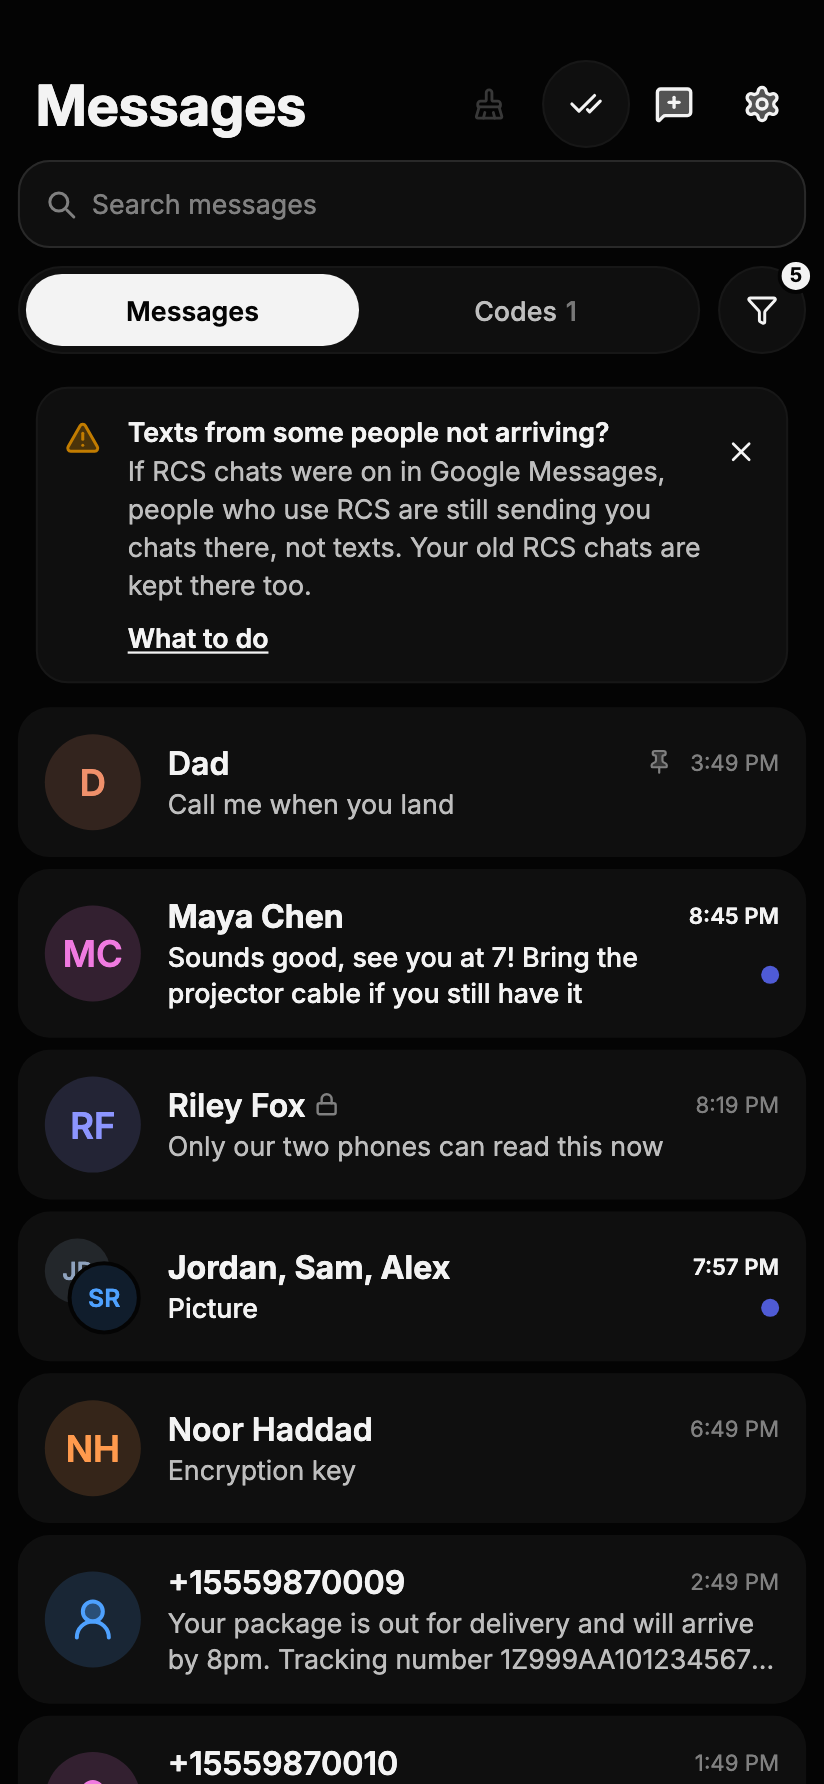 Messages
Search messages
Messages
Codes 1
5
Texts from some people not arriving?
If RCS chats were on in Google Messages,
people who use RCS are still sending you
chats there, not texts. Your old RCS chats are
kept there too.
What to do
D
Dad
3:49 PM
Call me when you land
MC
Maya Chen
8:45 PM
Sounds good, see you at 7! Bring the
projector cable if you still have it
RF
Riley Fox
8:19 PM
Only our two phones can read this now
SR
Jordan, Sam, Alex
7:57 PM
Picture
NH
Noor Haddad
6:49 PM
Encryption key
+15559870009
2:49 PM
Your package is out for delivery and will arrive
by 8pm. Tracking number 1Z999AA101234567...
+15559870010
1:49 PM